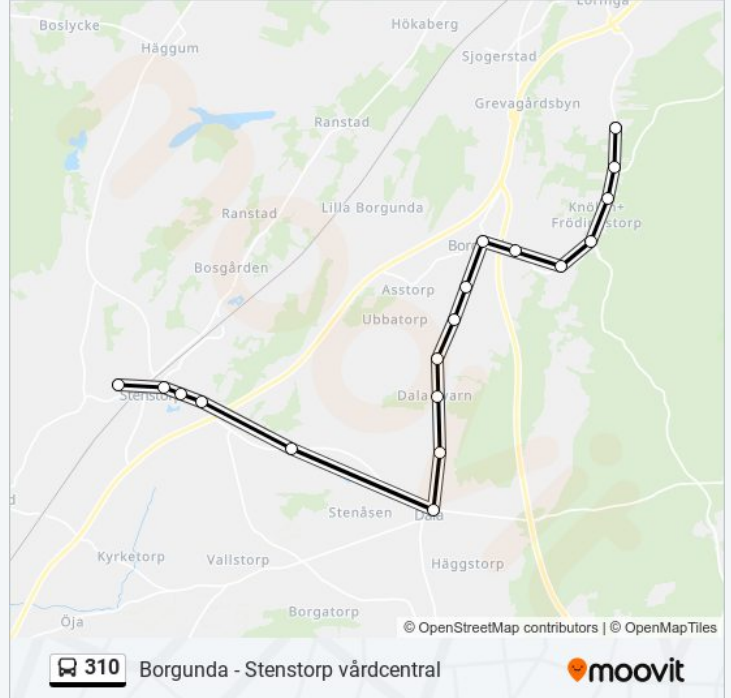 Boslycke
Häggum
Hökaberg
Sjogerstad
Grevagårdsbyn
Ranstad
Ranstad
Lilla Borgunda
Bosgården
Asstorp
Ubbatorp
Stenåsen
Dala
Kyrketorp
Vallstorp
Häggstorp
Borgatorp
Öja
© OpenStreetMap contributors | © OpenMapTiles
310 Borgunda - Stenstorp vårdcentral
moovit